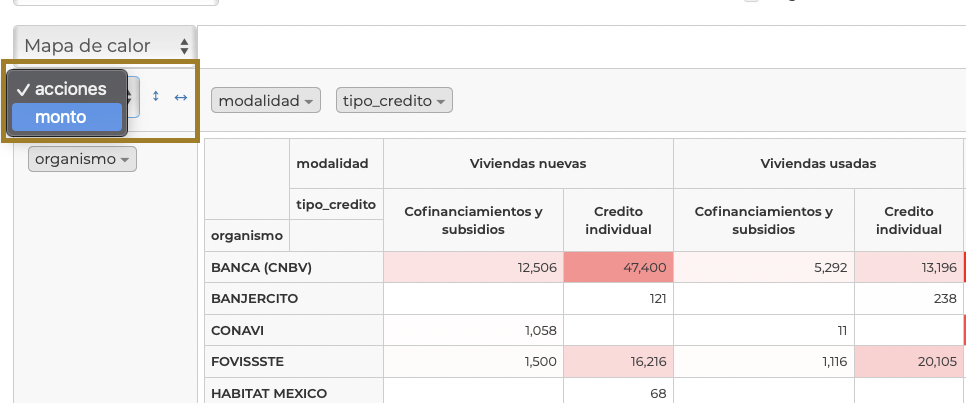 Mapa de calor
✓ acciones
monto
↕ ↔
modalidad
tipo_credito
organismo
modalidad Viviendas nuevas Viviendas usadas
tipo_credito
Cofinanciamientos y subsidios Credito individual Cofinanciamientos y subsidios Credito individual
organismo
BANCA (CNBV) 12,506 47,400 5,292 13,196
BANJERCITO 121 238
CONAVI 1,058 11
FOVISSSTE 1,500 16,216 1,116 20,105
HABITAT MEXICO 68